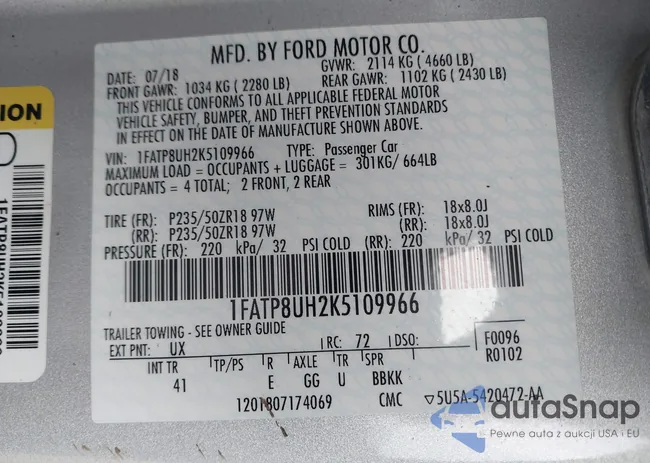 MFD. BY FORD MOTOR CO.
DATE: 07/18 GVWR: 2114 KG ( 4660 LB)
FRONT GAWR: 1034 KG ( 2280 LB) REAR GAWR: 1102 KG ( 2430 LB)
THIS VEHICLE CONFORMS TO ALL APPLICABLE FEDERAL MOTOR
VEHICLE SAFETY, BUMPER, AND THEFT PREVENTION STANDARDS
IN EFFECT ON THE DATE OF MANUFACTURE SHOWN ABOVE.
VIN: 1FATP8UH2K5109966 TYPE: Passenger Car
MAXIMUM LOAD = OCCUPANTS + LUGGAGE = 301KG/ 664LB
OCCUPANTS = 4 TOTAL; 2 FRONT, 2 REAR
TIRE (FR): P235/50ZR18 97W RIMS (FR): 18x8.0J
(RR): P235/50ZR18 97W (RR): 18x8.0J
PRESSURE (FR): 220 kPa/ 32 PSI COLD (RR): 220 kPa/ 32 PSI COLD
1FATP8UH2K5109966
TRAILER TOWING - SEE OWNER GUIDE
EXT PNT: UX RC: 72 DSO: F0096
R0102
INT TR TP/PS R AXLE TR SPR
41 E GG U BBKK
1201807174069 CMC ▽5U5A-5420472-AA
ION
autoSnap
Pewne auta z aukcji USA i EU